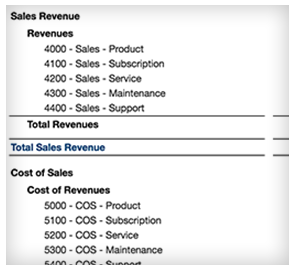 Sales Revenue
Revenues
4000 - Sales - Product
4100 - Sales - Subscription
4200 - Sales - Service
4300 - Sales - Maintenance
4400 - Sales - Support
Total Revenues
Total Sales Revenue
Cost of Sales
Cost of Revenues
5000 - COS - Product
5100 - COS - Subscription
5200 - COS - Service
5300 - COS - Maintenance
5400 - COS - Support